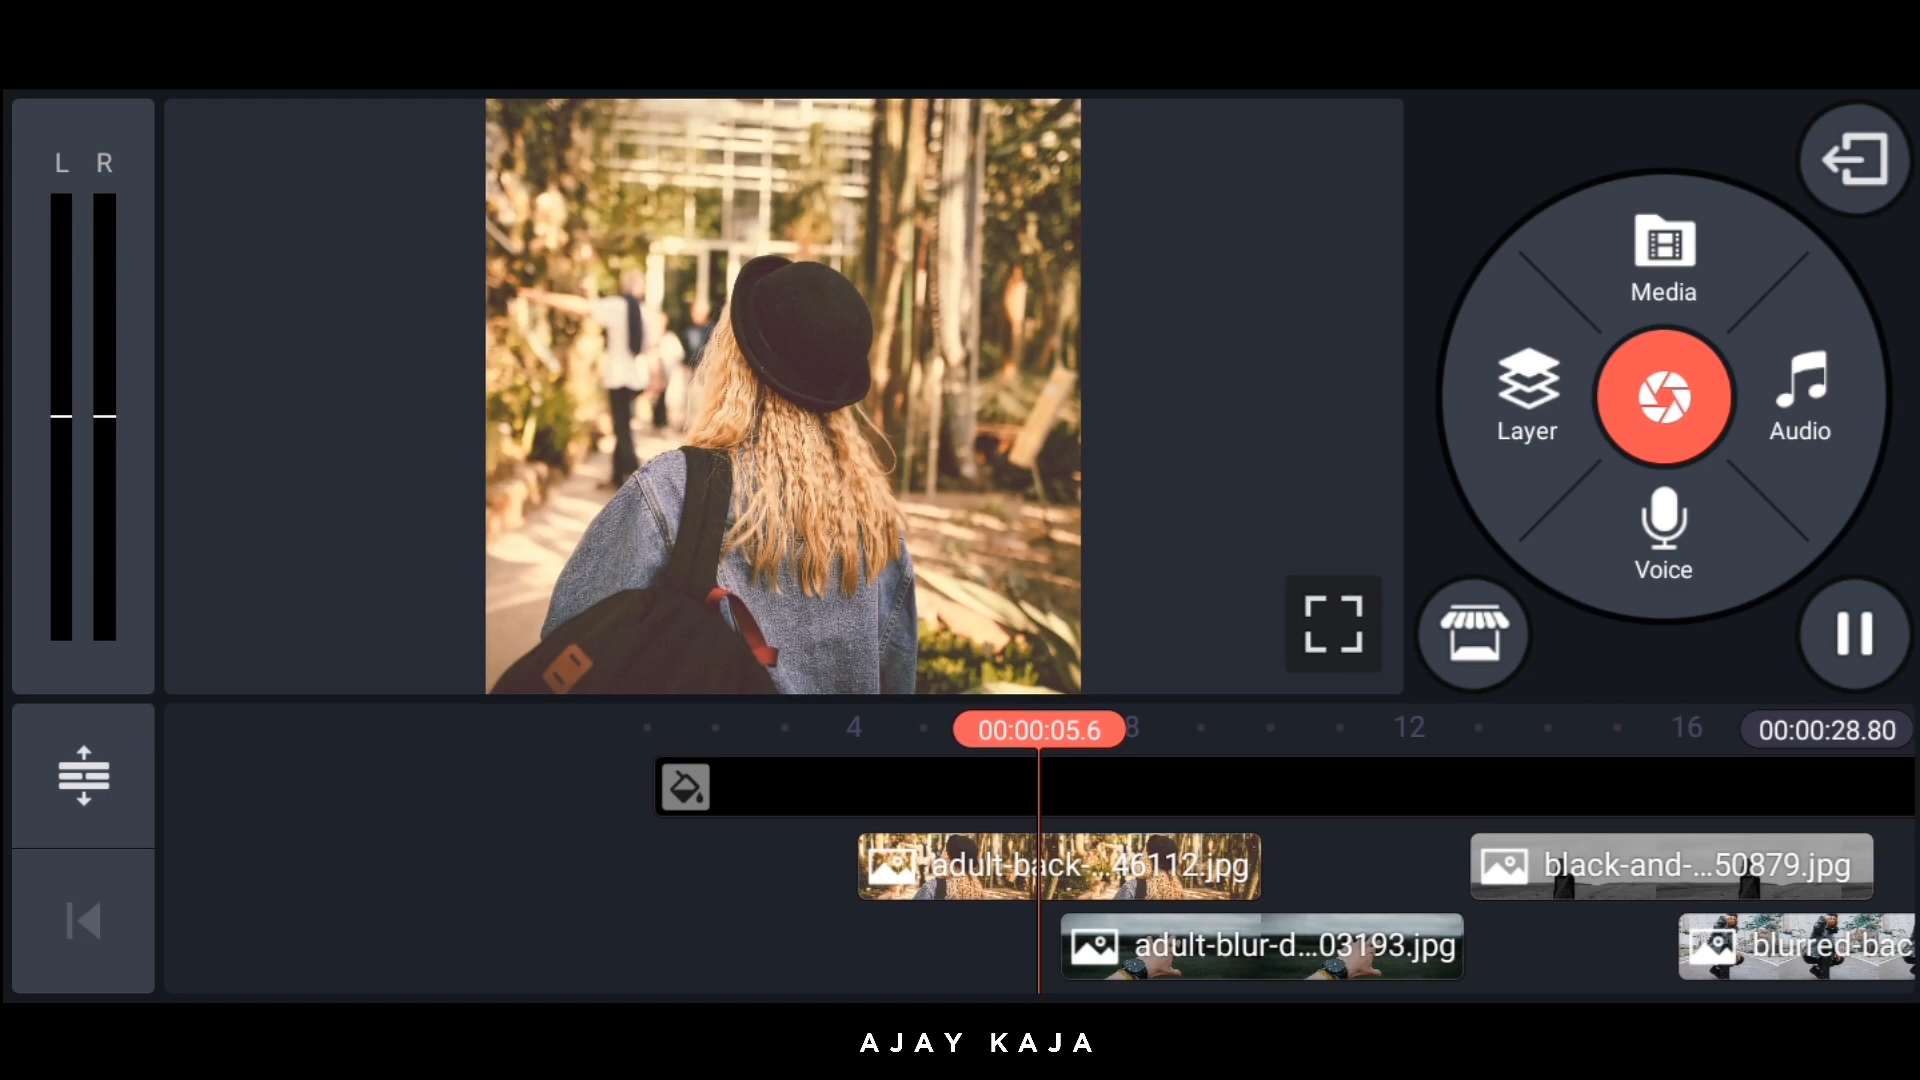 L R
Media
Layer
Audio
Voice
4 00:00:05.6 8 12 16 00:00:28.80
adult-back-...46112.jpg
black-and-...50879.jpg
adult-blur-d...03193.jpg
blurred-bac
AJAY KAJA